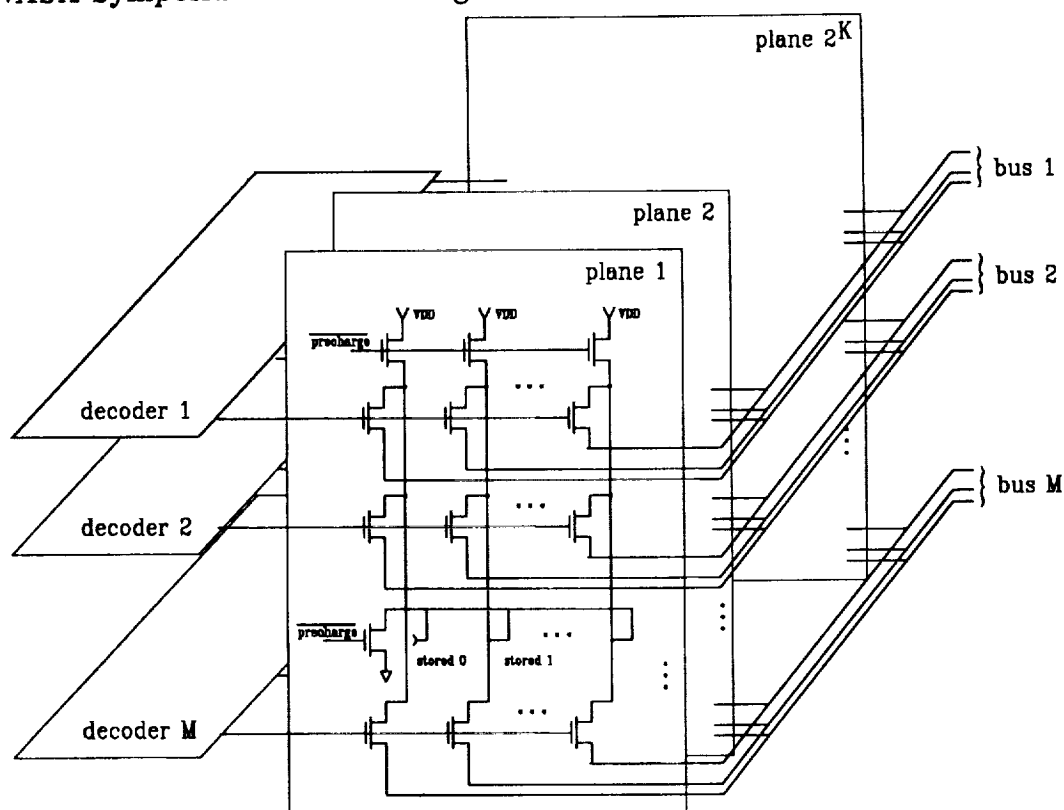 plane 2^K
bus 1
plane 2
bus 2
plane 1
VDD VDD VDD
precharge
...
decoder 1
bus M
decoder 2
...
precharge
stored 0 stored 1 ...
decoder M
...